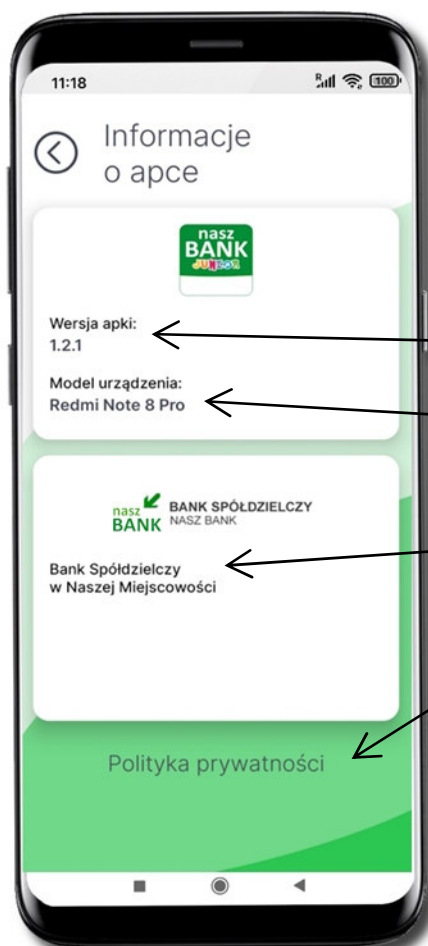 11:18
R
100
Informacje
o apce
nasz
BANK
JUNIOR
Wersja apki:
1.2.1
Model urządzenia:
Redmi Note 8 Pro
nasz
BANK
BANK SPÓŁDZIELCZY
NASZ BANK
Bank Spółdzielczy
w Naszej Miejscowości
Polityka prywatności